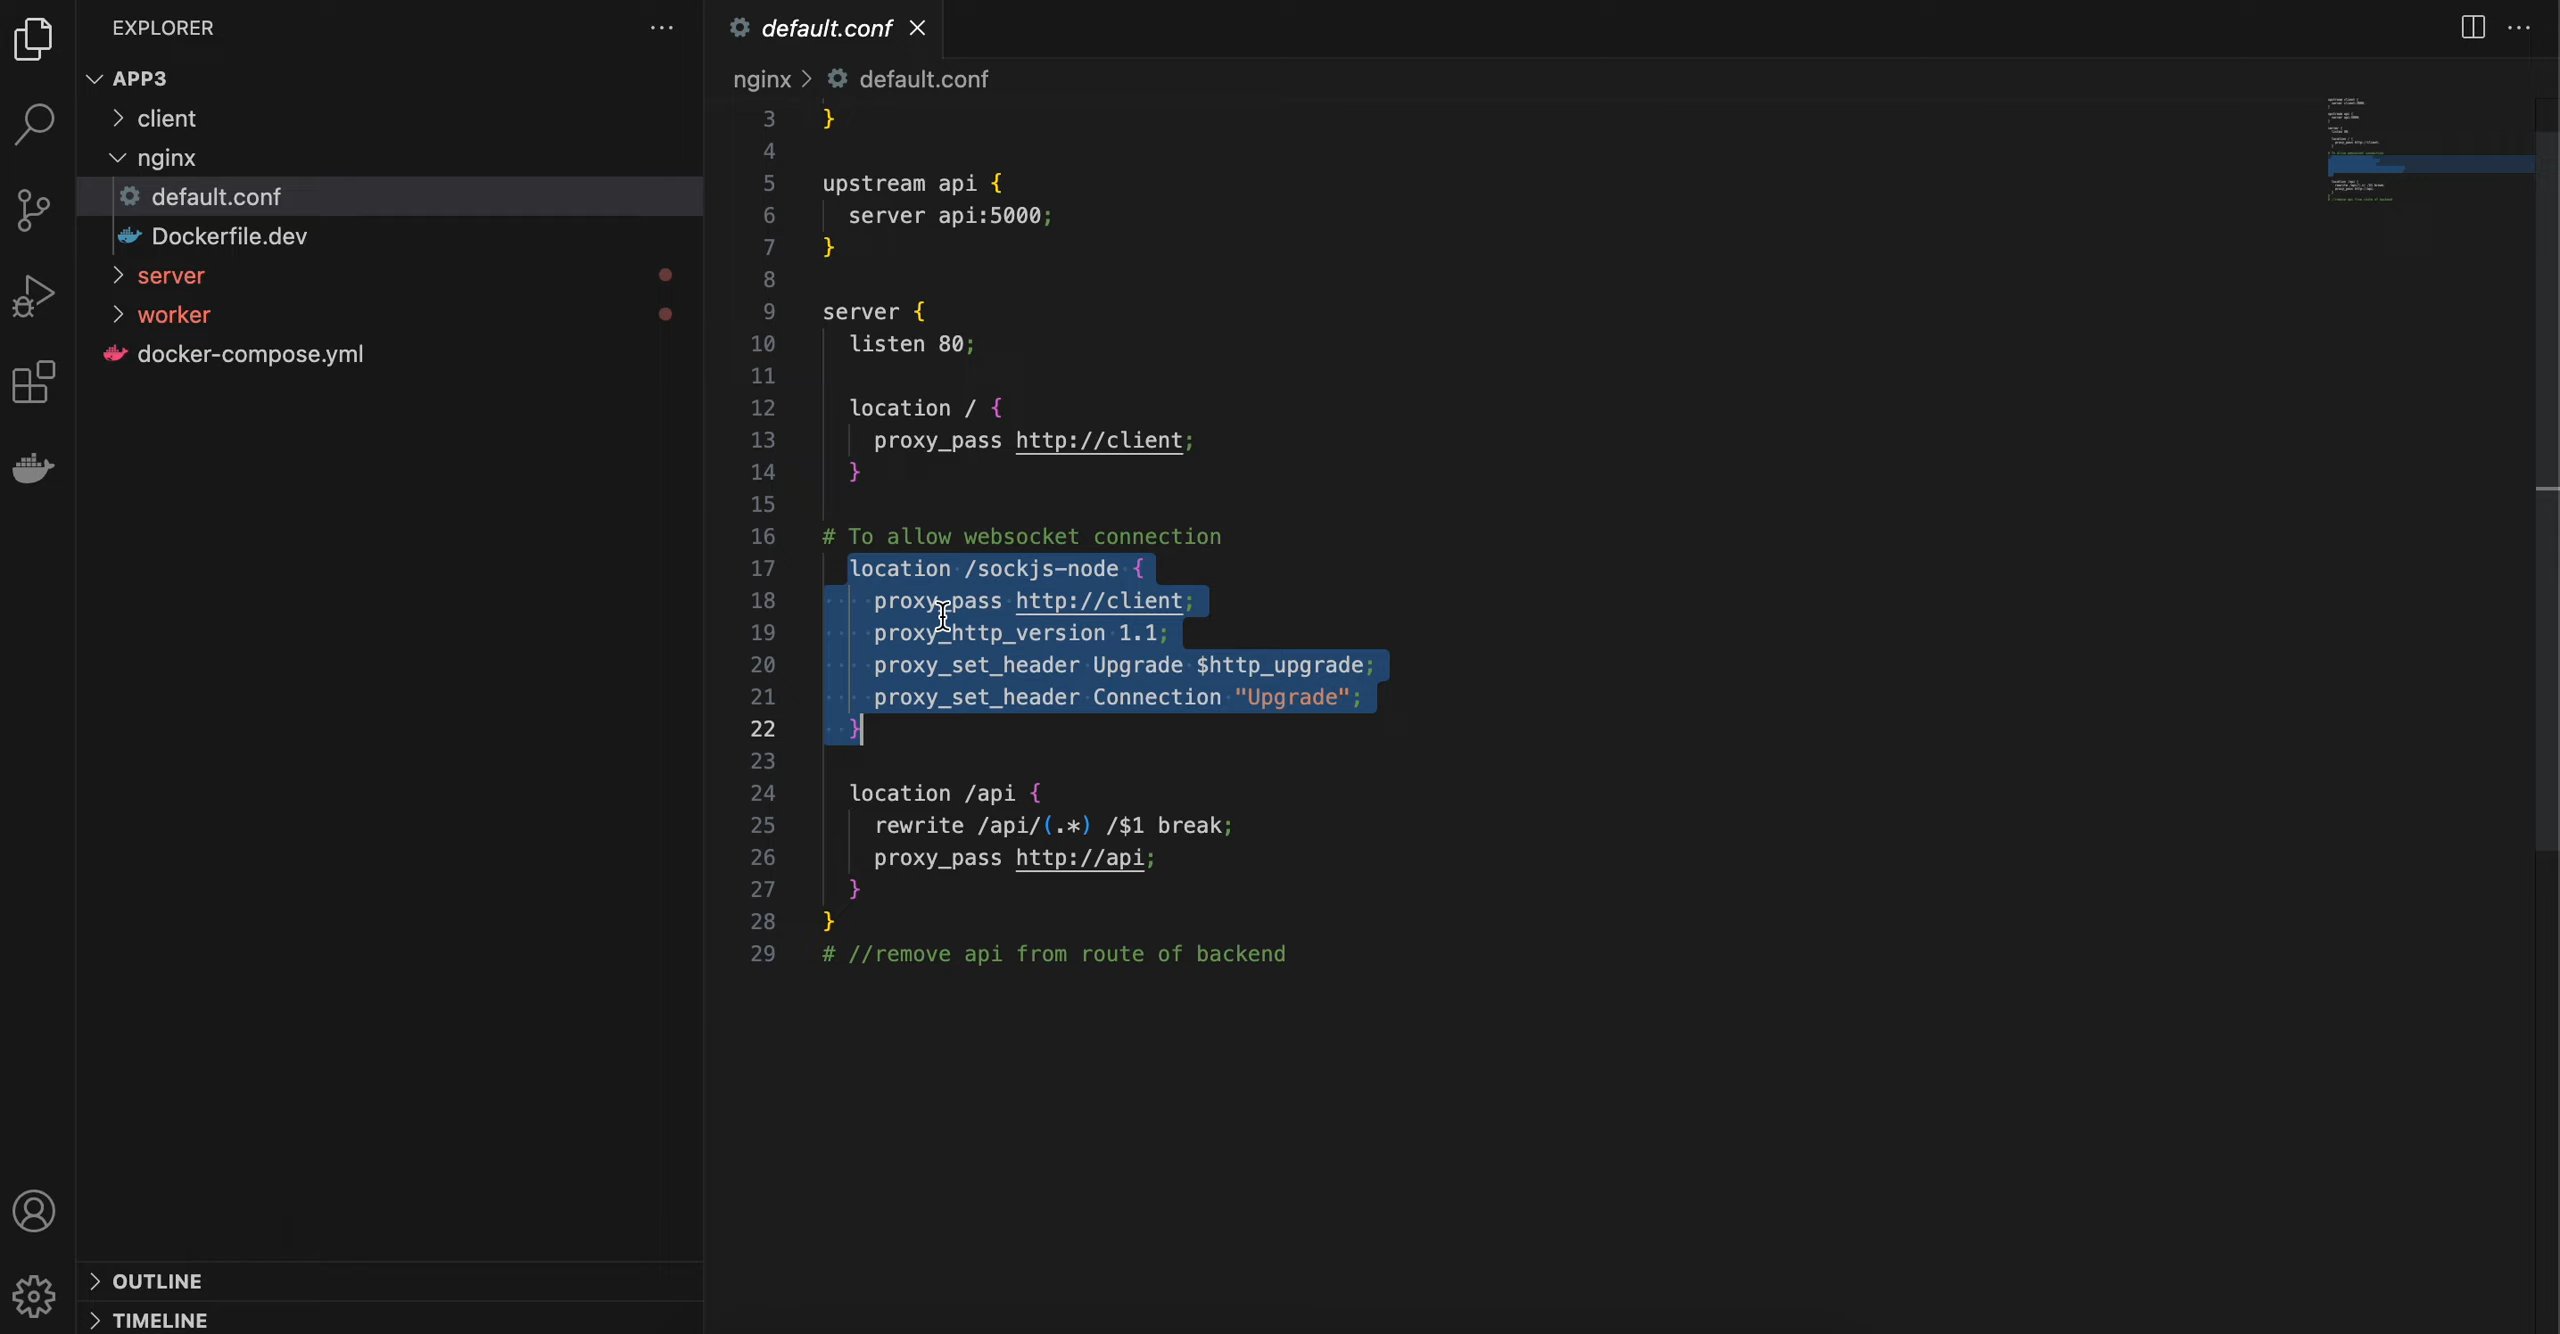 EXPLORER
APP3
client
nginx
default.conf
Dockerfile.dev
server
worker
docker-compose.yml
OUTLINE
TIMELINE
default.conf
nginx > default.conf
3 }
4
5 upstream api {
6 server api:5000;
7 }
8
9 server {
10 listen 80;
11
12 location / {
13 proxy_pass http://client;
14 }
15
16 # To allow websocket connection
17 location /sockjs-node {
18 proxy_pass http://client;
19 proxy_http_version 1.1;
20 proxy_set_header Upgrade $http_upgrade;
21 proxy_set_header Connection "Upgrade";
22 }
23
24 location /api {
25 rewrite /api/(.*) /$1 break;
26 proxy_pass http://api;
27 }
28 }
29 # //remove api from route of backend